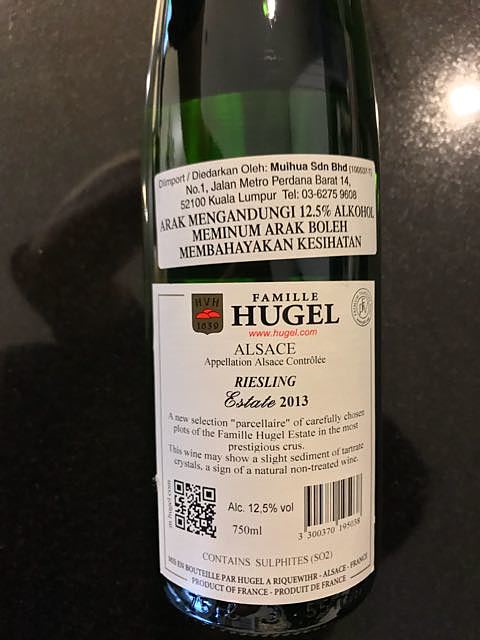 Diimport / Diedarkan Oleh: Muihua Sdn Bhd
No.1, Jalan Metro Perdana Barat 14,
52100 Kuala Lumpur Tel: 03-6275 9608
ARAK MENGANDUNGI 12.5% ALKOHOL
MEMINUM ARAK BOLEH
MEMBAHAYAKAN KESIHATAN
HVH
1639
FAMILLE
HUGEL
www.hugel.com
ALSACE
Appellation Alsace Contrôlée
RIESLING
Estate 2013
A new selection "parcellaire" of carefully chosen
plots of the Famille Hugel Estate in the most
prestigious crus.
This wine may show a slight sediment of tartrate
crystals, a sign of a natural non-treated wine.
m.hugel.com
Alc. 12,5% vol
750ml
3 300370 195038
CONTAINS SULPHITES (SO2)
MIS EN BOUTEILLE PAR HUGEL A RIQUEWIHR - ALSACE - FRANCE
PRODUCT OF FRANCE - PRODUIT DE FRANCE